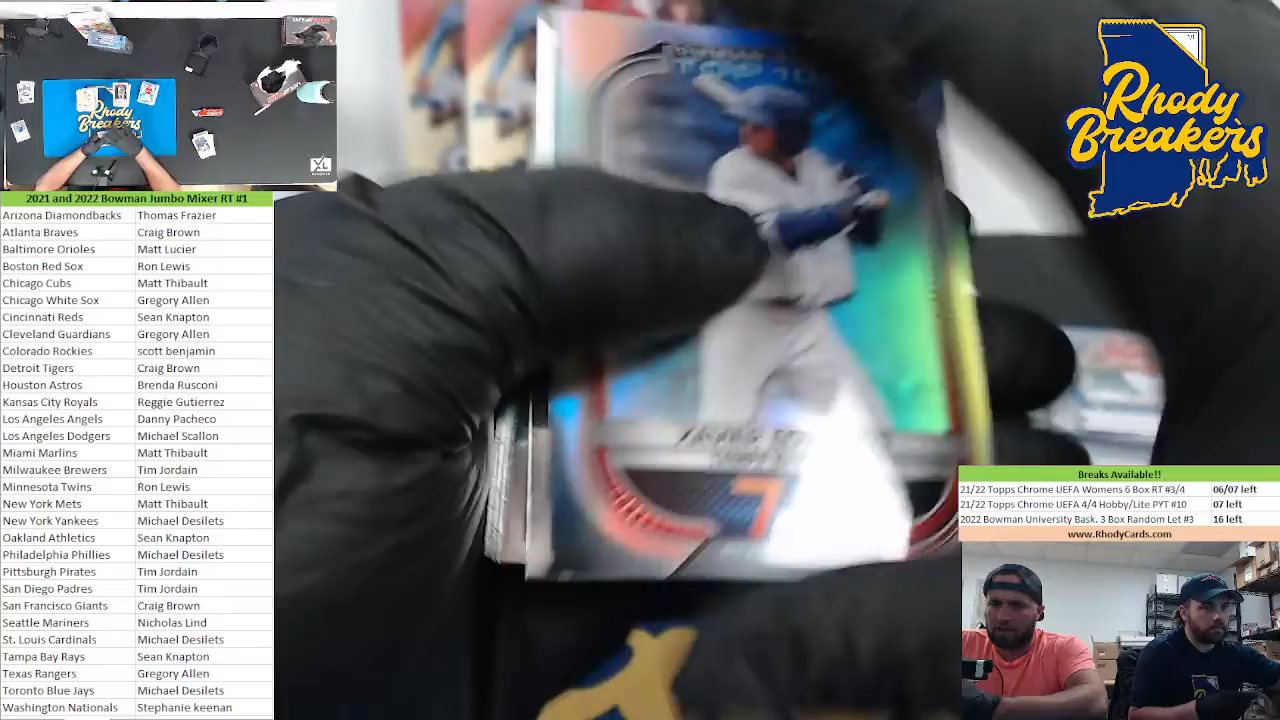 Rhody
Breakers
XL
2021 and 2022 Bowman Jumbo Mixer RT #1
Arizona Diamondbacks Thomas Frazier
Atlanta Braves Craig Brown
Baltimore Orioles Matt Lucier
Boston Red Sox Ron Lewis
Chicago Cubs Matt Thibault
Chicago White Sox Gregory Allen
Cincinnati Reds Sean Knapton
Cleveland Guardians Gregory Allen
Colorado Rockies scott benjamin
Detroit Tigers Craig Brown
Houston Astros Brenda Rusconi
Kansas City Royals Reggie Gutierrez
Los Angeles Angels Danny Pacheco
Los Angeles Dodgers Michael Scallon
Miami Marlins Matt Thibault
Milwaukee Brewers Tim Jordain
Minnesota Twins Ron Lewis
New York Mets Matt Thibault
New York Yankees Michael Desilets
Oakland Athletics Sean Knapton
Philadelphia Phillies Michael Desilets
Pittsburgh Pirates Tim Jordain
San Diego Padres Tim Jordain
San Francisco Giants Craig Brown
Seattle Mariners Nicholas Lind
St. Louis Cardinals Michael Desilets
Tampa Bay Rays Sean Knapton
Texas Rangers Gregory Allen
Toronto Blue Jays Michael Desilets
Washington Nationals Stephanie keenan
7
Rhody
Breakers
Breaks Available!!
21/22 Topps Chrome UEFA Womens 6 Box RT #3/4 06/07 left
21/22 Topps Chrome UEFA 4/4 Hobby/Lite PYT #10 07 left
2022 Bowman University Bask. 3 Box Random Let #3 16 left
www.RhodyCards.com